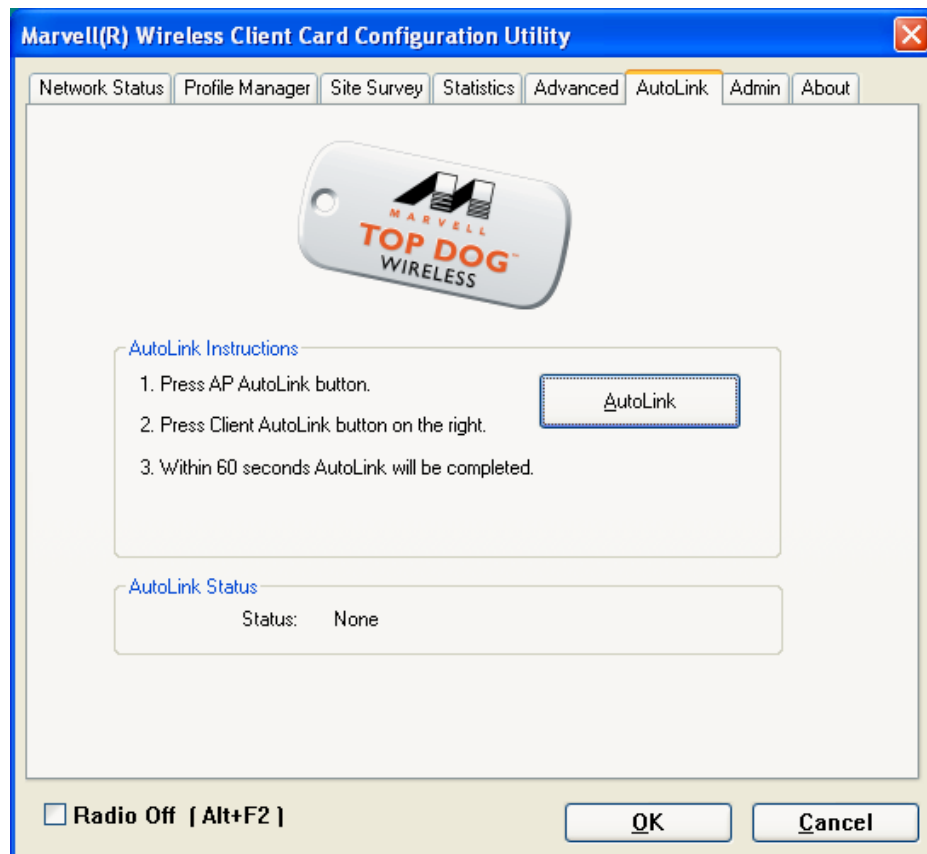 Marvell(R) Wireless Client Card Configuration Utility
Network Status Profile Manager Site Survey Statistics Advanced AutoLink Admin About
MARVELL
TOP DOG™
WIRELESS
AutoLink Instructions
1. Press AP AutoLink button.
AutoLink
2. Press Client AutoLink button on the right.
3. Within 60 seconds AutoLink will be completed.
AutoLink Status
Status: None
Radio Off ( Alt+F2 )
OK
Cancel